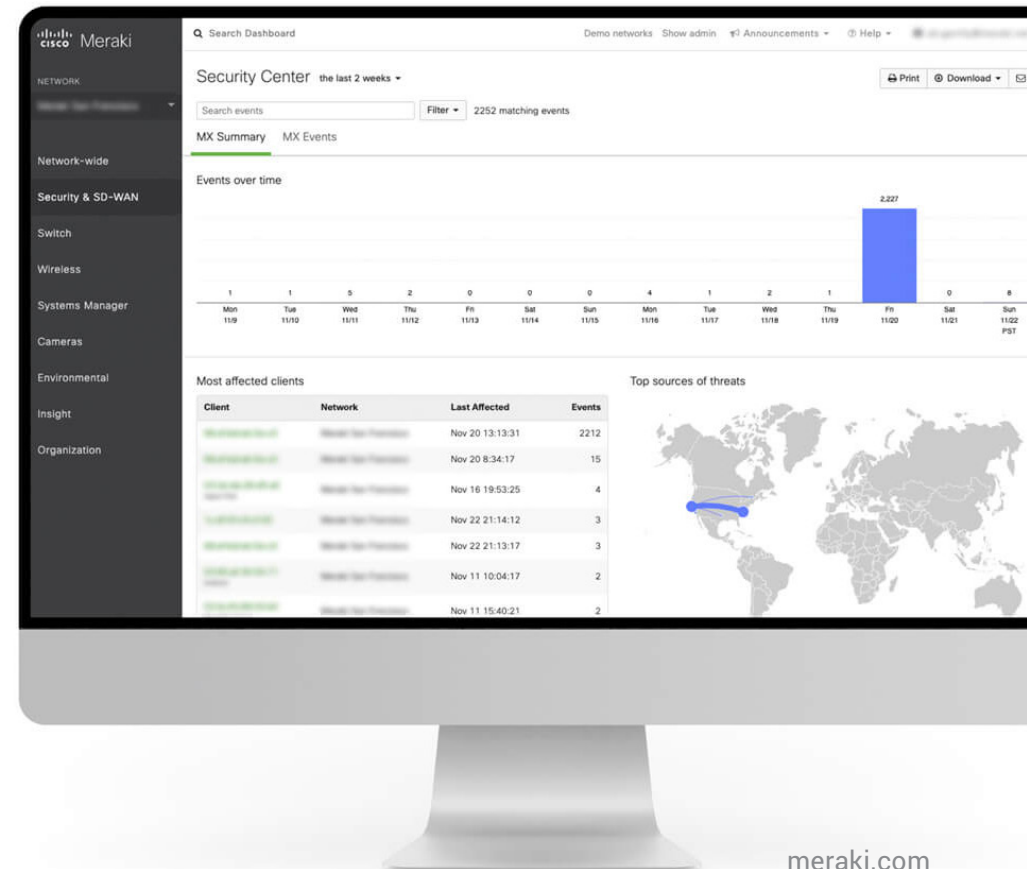 cisco Meraki
Search Dashboard
Demo networks Show admin Announcements Help
NETWORK
Network-wide
Security & SD-WAN
Switch
Wireless
Systems Manager
Cameras
Environmental
Insight
Organization
Security Center the last 2 weeks
Print Download
Search events Filter 2252 matching events
MX Summary MX Events
Events over time
2,227
1 1 5 2 0 0 0 4 1 2 1 0 8
Mon Tue Wed Thu Fri Sat Sun Mon Tue Wed Thu Fri Sat Sun
11/9 11/10 11/11 11/12 11/13 11/14 11/15 11/16 11/17 11/18 11/19 11/20 11/21 11/22
PST
Most affected clients
Client Network Last Affected Events
Nov 20 13:13:31 2212
Nov 20 8:34:17 15
Nov 16 19:53:25 4
Nov 22 21:14:12 3
Nov 22 21:13:17 3
Nov 11 10:04:17 2
Nov 11 15:40:21 2
Top sources of threats
meraki.com